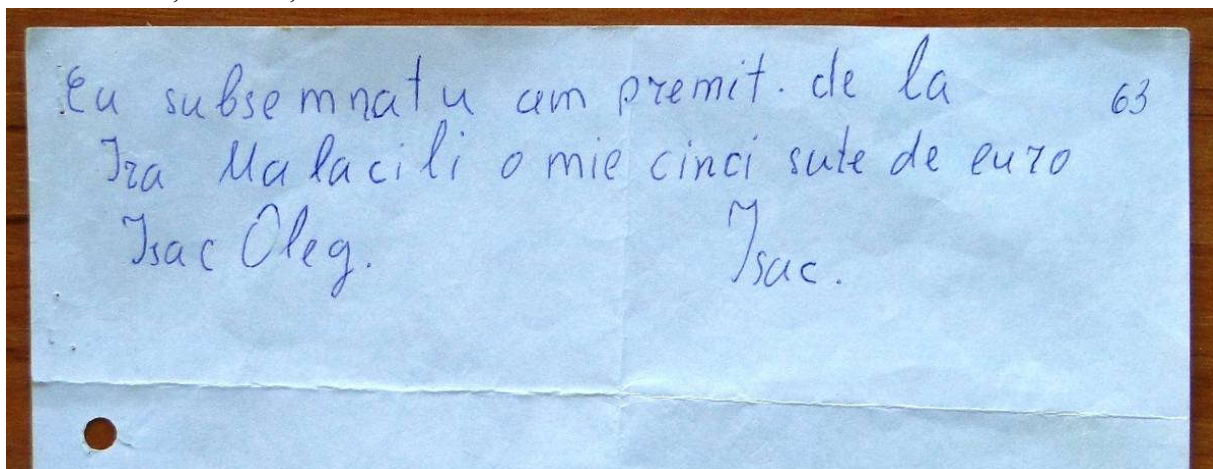 Eu subsemnatu am premit. de la 63
Ira Malacili o mie cinci sute de euro
Isac Oleg. Isac.